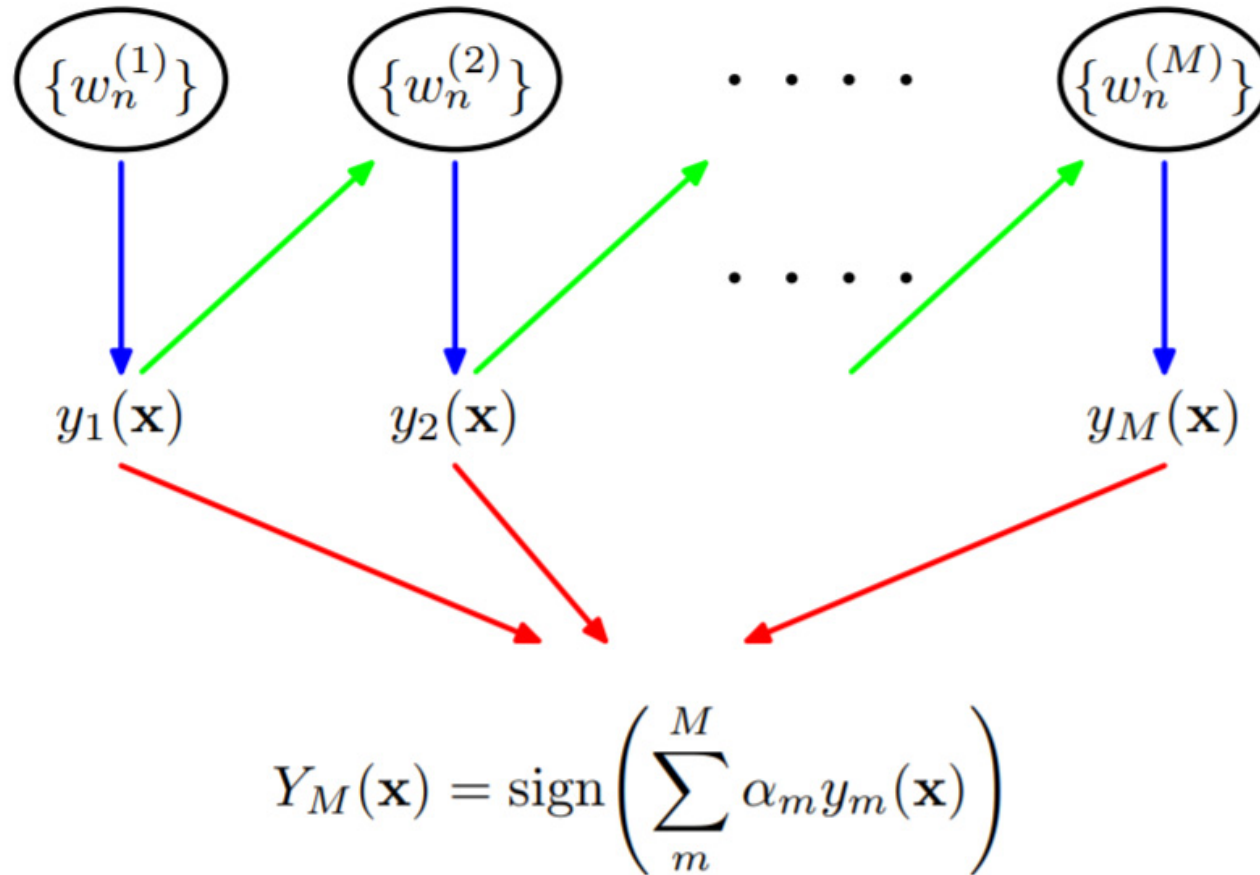 {w_n^{(1)}} {w_n^{(2)}} . . . . {w_n^{(M)}}
. . . .
y_1(x) y_2(x) y_M(x)
Y_M(x) = sign(∑_m^M α_m y_m(x))